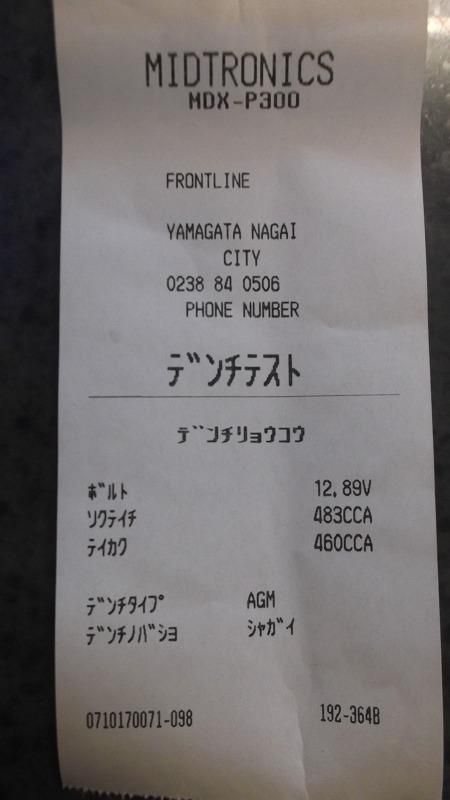 MIDTRONICS
MDX-P300
FRONTLINE
YAMAGATA NAGAI
CITY
0238 84 0506
PHONE NUMBER
デンチテスト
デンチリョウコウ
ボルト 12.89V
ソクテイチ 483CCA
テイカク 460CCA
デンチタイプ AGM
デンチノバショ シャガイ
0710170071-098 192-364B